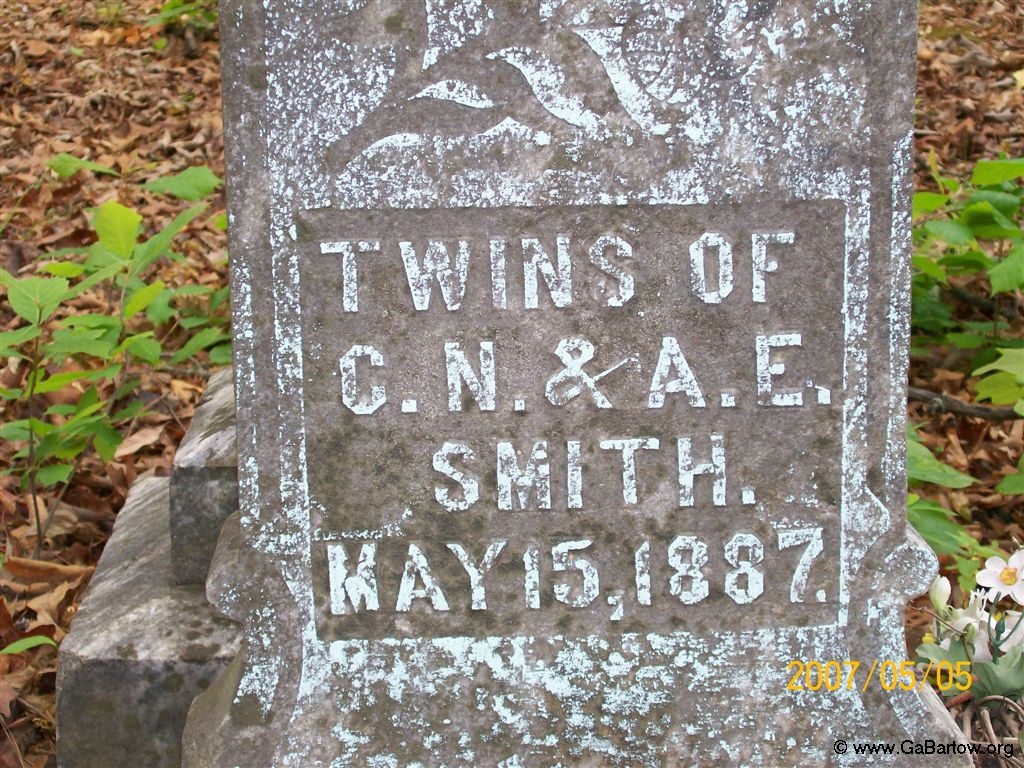 TWINS OF
C.N.&A.E.
SMITH.
MAY 15, 1887.
2007/05/05
© www.GaBartow.org